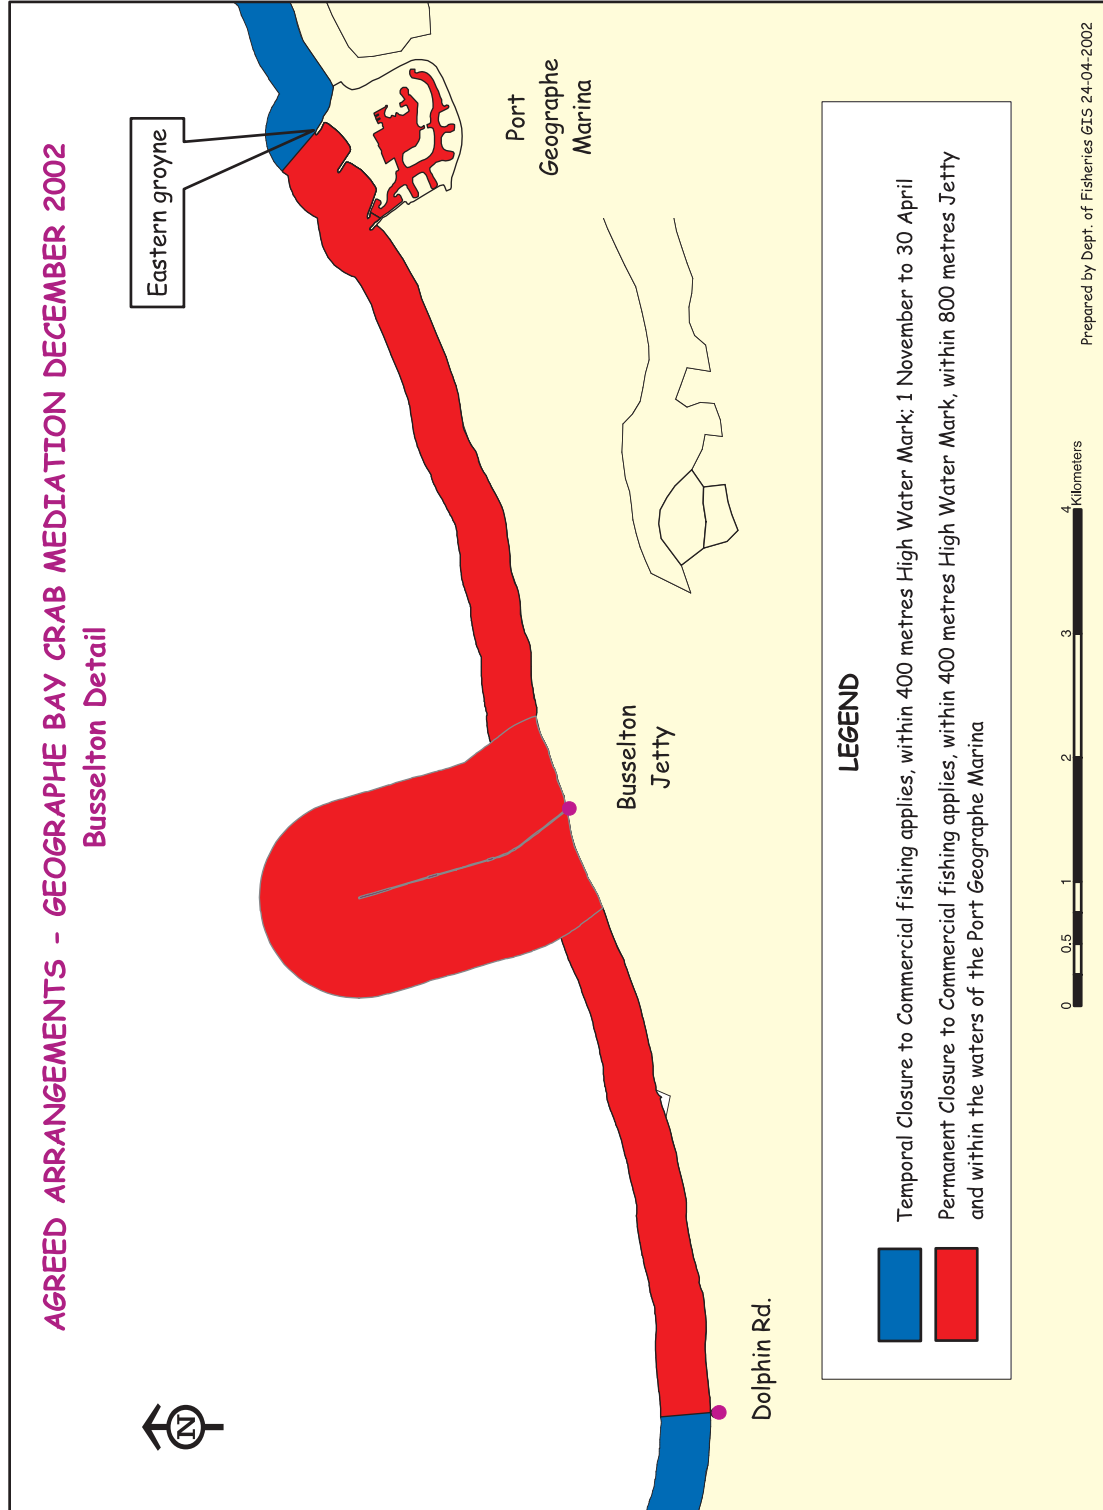 AGREED ARRANGEMENTS - GEOGRAPHE BAY CRAB MEDIATION DECEMBER 2002
Busselton Detail
N
Eastern groyne
Port
Geographe
Marina
Busselton
Jetty
Dolphin Rd.
LEGEND
Temporal Closure to Commercial fishing applies, within 400 metres High Water Mark; 1 November to 30 April
Permanent Closure to Commercial fishing applies, within 400 metres High Water Mark, within 800 metres Jetty
and within the waters of the Port Geographe Marina
0 0.5 1 2 3 4 Kilometers
Prepared by Dept. of Fisheries GIS 24-04-2002